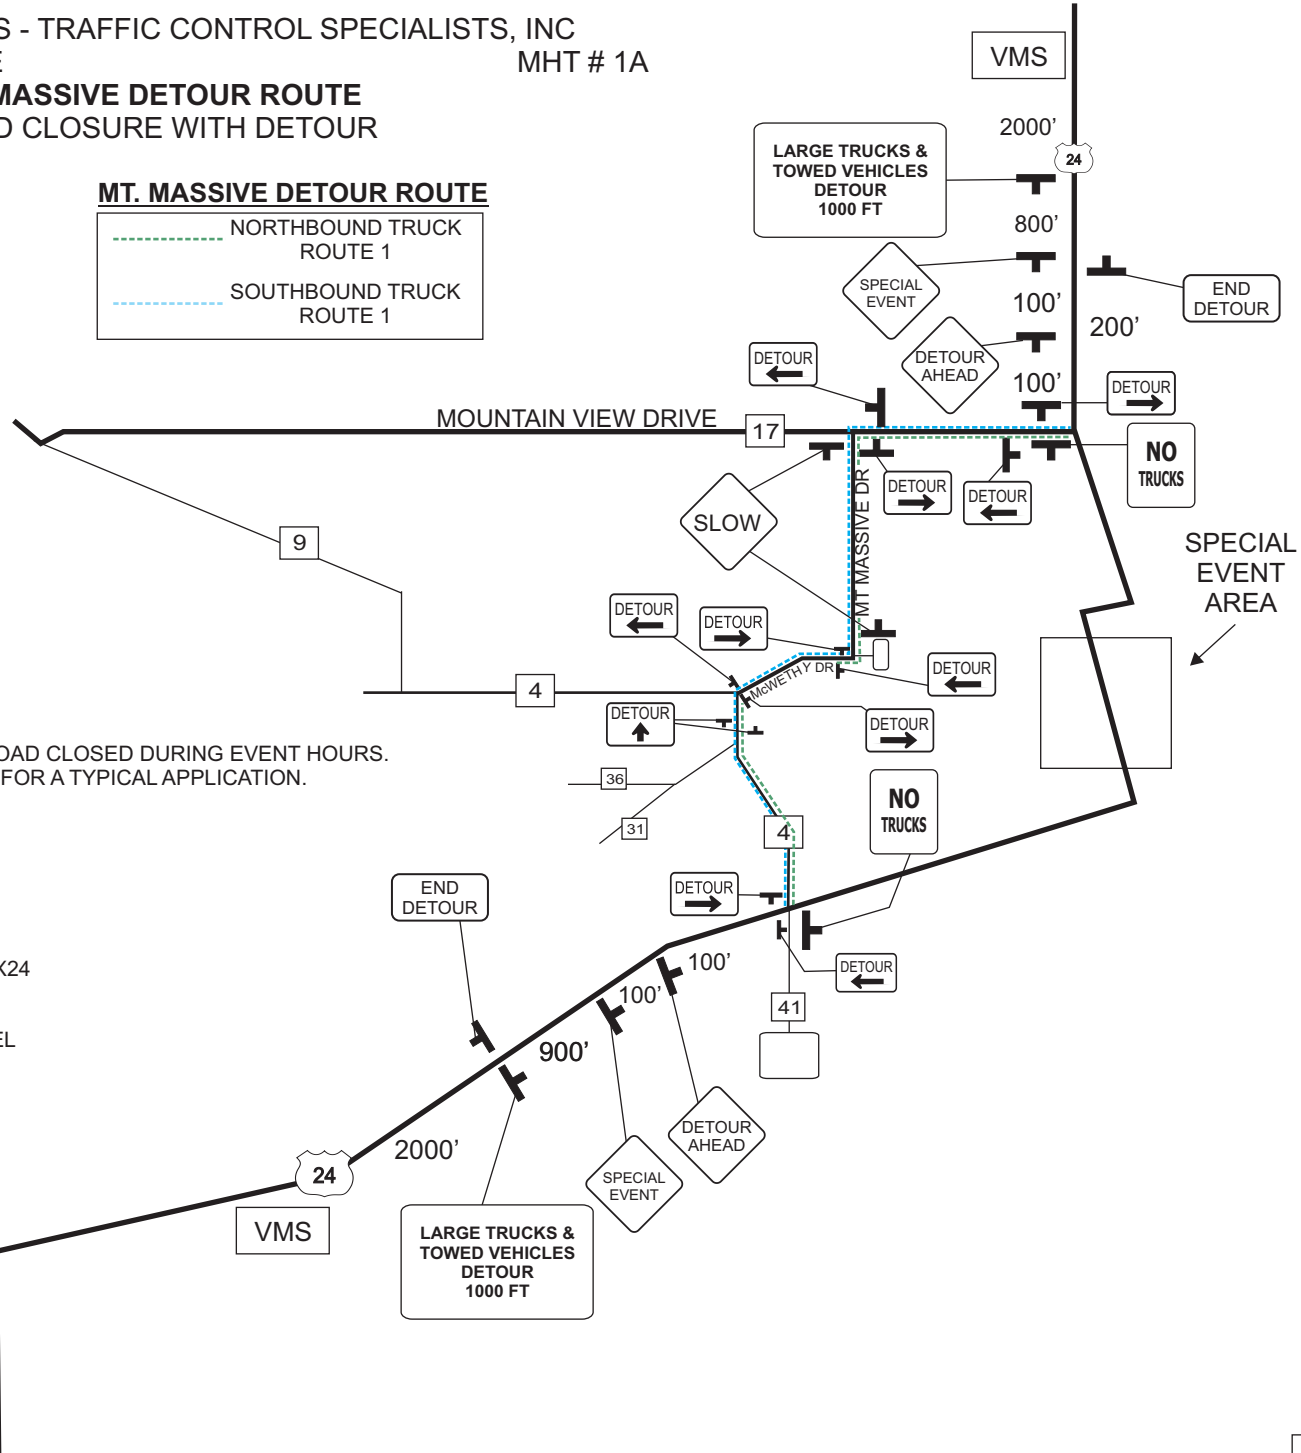 - TRAFFIC CONTROL SPECIALISTS, INC
MHT # 1A
MASSIVE DETOUR ROUTE
CLOSURE WITH DETOUR
MT. MASSIVE DETOUR ROUTE
NORTHBOUND TRUCK
ROUTE 1
SOUTHBOUND TRUCK
ROUTE 1
VMS
2000’
24
LARGE TRUCKS &
TOWED VEHICLES
DETOUR
1000 FT
800’
SPECIAL
EVENT
100’
END
DETOUR
200’
DETOUR
AHEAD
100’
DETOUR
DETOUR
MOUNTAIN VIEW DRIVE
17
NO
TRUCKS
DETOUR
DETOUR
SLOW
MT MASSIVE DR
9
SPECIAL
EVENT
AREA
DETOUR
DETOUR
McWETHY DR
DETOUR
4
DETOUR
DETOUR
CLOSED DURING EVENT HOURS.
FOR A TYPICAL APPLICATION.
36
31
4
NO
TRUCKS
DETOUR
END
DETOUR
DETOUR
100’
100’
41
900’
2000’
24
VMS
DETOUR
AHEAD
SPECIAL
EVENT
LARGE TRUCKS &
TOWED VEHICLES
DETOUR
1000 FT